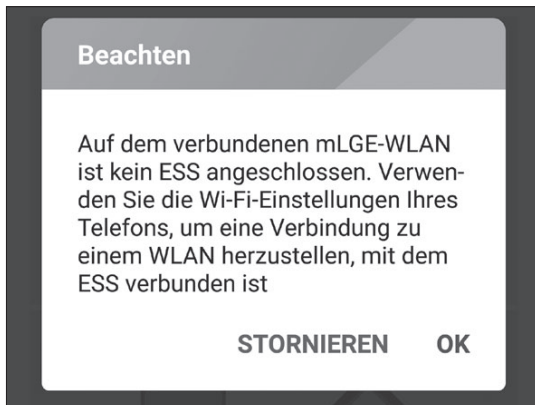 Beachten
Auf dem verbundenen mLGE-WLAN
ist kein ESS angeschlossen. Verwen-
den Sie die Wi-Fi-Einstellungen Ihres
Telefons, um eine Verbindung zu
einem WLAN herzustellen, mit dem
ESS verbunden ist
STORNIEREN OK